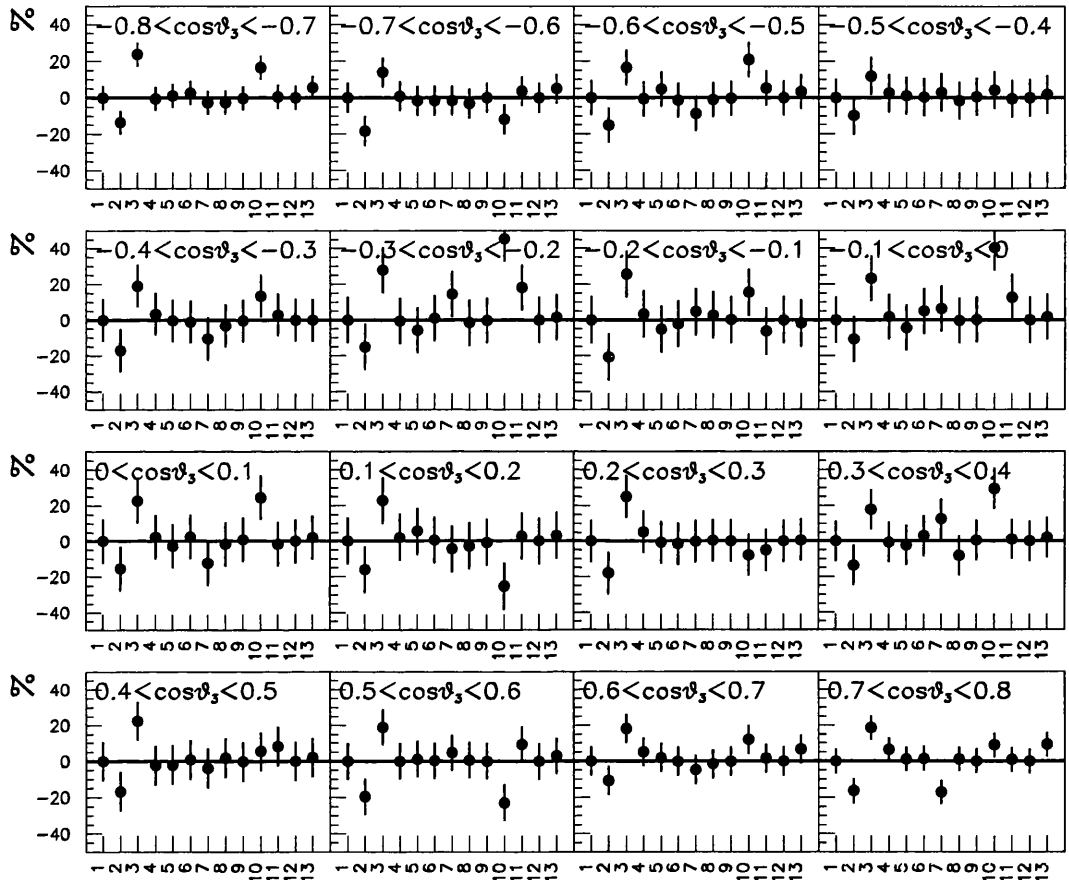 % 40 20 0 −20 −40
−0.8<cosϑ₃<−0.7
−0.7<cosϑ₃<−0.6
−0.6<cosϑ₃<−0.5
−0.5<cosϑ₃<−0.4
1 2 3 4 5 6 7 8 9 10 11 12 13 1 2 3 4 5 6 7 8 9 10 11 12 13 1 2 3 4 5 6 7 8 9 10 11 12 13 1 2 3 4 5 6 7 8 9 10 11 12 13
% 40 20 0 −20 −40
−0.4<cosϑ₃<−0.3
−0.3<cosϑ₃<−0.2
−0.2<cosϑ₃<−0.1
−0.1<cosϑ₃<0
1 2 3 4 5 6 7 8 9 10 11 12 13 1 2 3 4 5 6 7 8 9 10 11 12 13 1 2 3 4 5 6 7 8 9 10 11 12 13 1 2 3 4 5 6 7 8 9 10 11 12 13
% 40 20 0 −20 −40
0<cosϑ₃<0.1
0.1<cosϑ₃<0.2
0.2<cosϑ₃<0.3
0.3<cosϑ₃<0.4
1 2 3 4 5 6 7 8 9 10 11 12 13 1 2 3 4 5 6 7 8 9 10 11 12 13 1 2 3 4 5 6 7 8 9 10 11 12 13 1 2 3 4 5 6 7 8 9 10 11 12 13
% 40 20 0 −20 −40
0.4<cosϑ₃<0.5
0.5<cosϑ₃<0.6
0.6<cosϑ₃<0.7
0.7<cosϑ₃<0.8
1 2 3 4 5 6 7 8 9 10 11 12 13 1 2 3 4 5 6 7 8 9 10 11 12 13 1 2 3 4 5 6 7 8 9 10 11 12 13 1 2 3 4 5 6 7 8 9 10 11 12 13